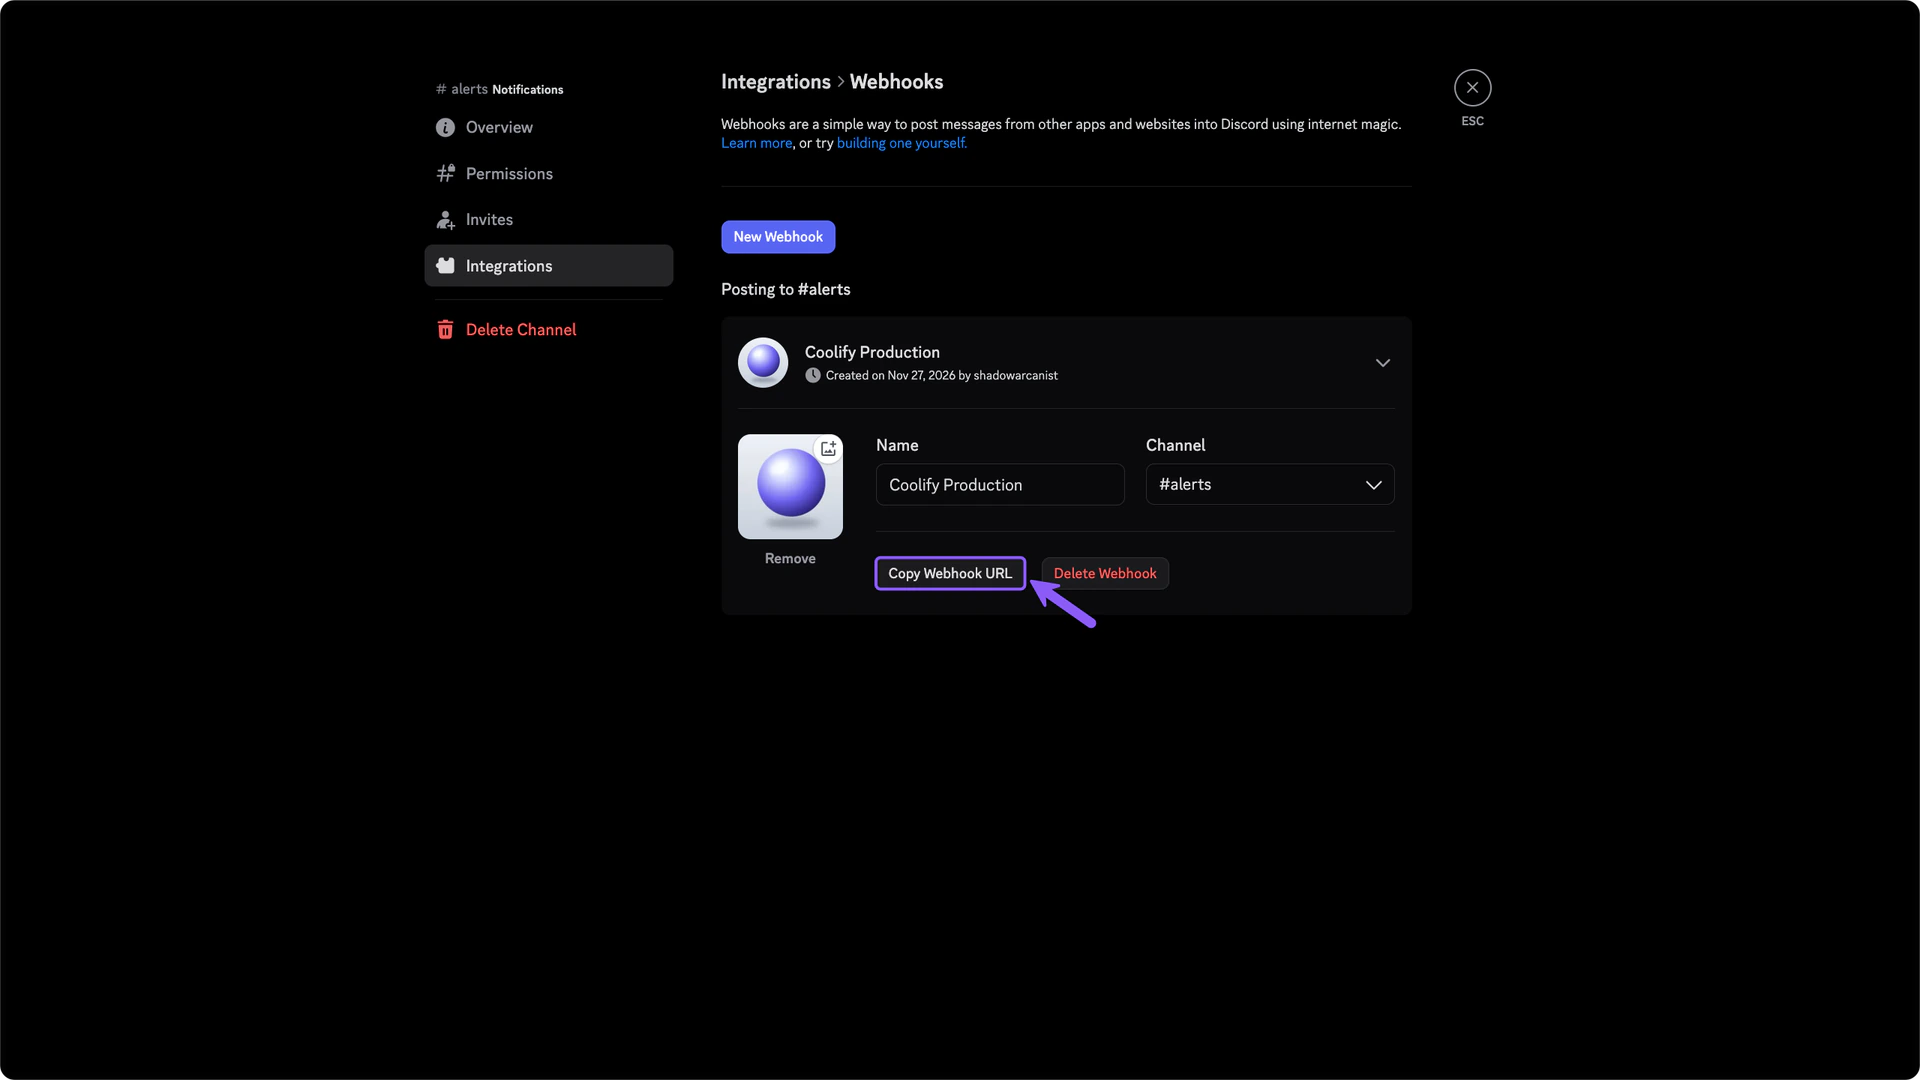 # alerts Notifications
Overview
Permissions
Invites
Integrations
Delete Channel
Integrations > Webhooks
Webhooks are a simple way to post messages from other apps and websites into Discord using internet magic.
Learn more, or try building one yourself.
ESC
New Webhook
Posting to #alerts
Coolify Production
Created on Nov 27, 2026 by shadowarcanist
Name
Channel
Coolify Production
#alerts
Remove
Copy Webhook URL
Delete Webhook